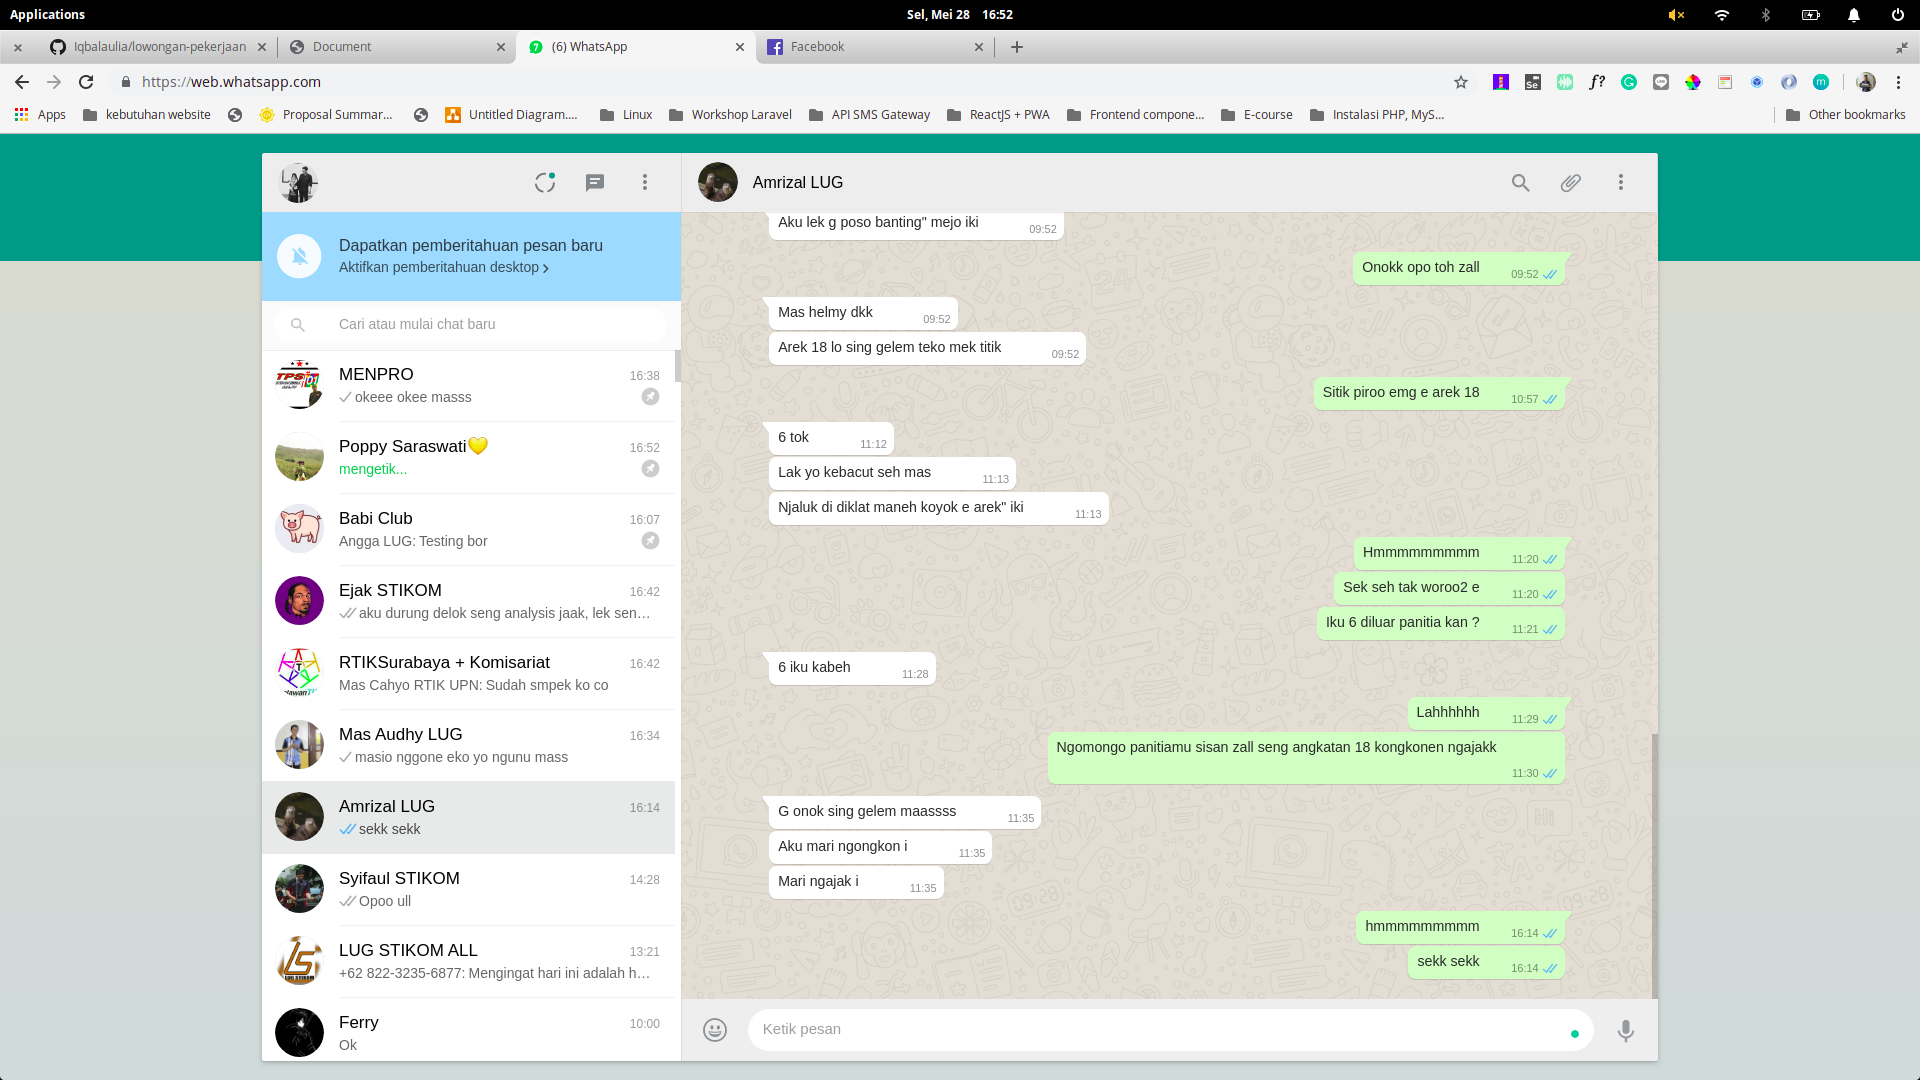 Applications
Sel, Mei 28 16:52
Iqbalaulia/lowongan-pekerjaan
Document
(6) WhatsApp
Facebook
https://web.whatsapp.com
Apps
kebutuhan website
Proposal Summar...
Untitled Diagram....
Linux
Workshop Laravel
API SMS Gateway
ReactJS + PWA
Frontend compone...
E-course
Instalasi PHP, MyS...
Other bookmarks
Dapatkan pemberitahuan pesan baru
Aktifkan pemberitahuan desktop
Cari atau mulai chat baru
MENPRO 16:38
okeee okee masss
Poppy Saraswati💛 16:52
mengetik...
Babi Club 16:07
Angga LUG: Testing bor
Ejak STIKOM 16:42
aku durung delok seng analysis jaak, lek sen...
RTIKSurabaya + Komisariat 16:42
Mas Cahyo RTIK UPN: Sudah smpek ko co
Mas Audhy LUG 16:34
masio nggone eko yo ngunu mass
Amrizal LUG 16:14
sekk sekk
Syifaul STIKOM 14:28
Opoo ull
LUG STIKOM ALL 13:21
+62 822-3235-6877: Mengingat hari ini adalah h...
Ferry 10:00
Ok
Amrizal LUG
Aku lek g poso banting" mejo iki 09:52
Onokk opo toh zall 09:52
Mas helmy dkk 09:52
Arek 18 lo sing gelem teko mek titik 09:52
Sitik piroo emg e arek 18 10:57
6 tok 11:12
Lak yo kebacut seh mas 11:13
Njaluk di diklat maneh koyok e arek" iki 11:13
Hmmmmmmmmm 11:20
Sek seh tak woroo2 e 11:20
Iku 6 diluar panitia kan ? 11:21
6 iku kabeh 11:28
Lahhhhhh 11:29
Ngomongo panitiamu sisan zall seng angkatan 18 kongkonen ngajakk
11:30
G onok sing gelem maassss 11:35
Aku mari ngongkon i 11:35
Mari ngajak i 11:35
hmmmmmmmmm 16:14
sekk sekk 16:14
Ketik pesan